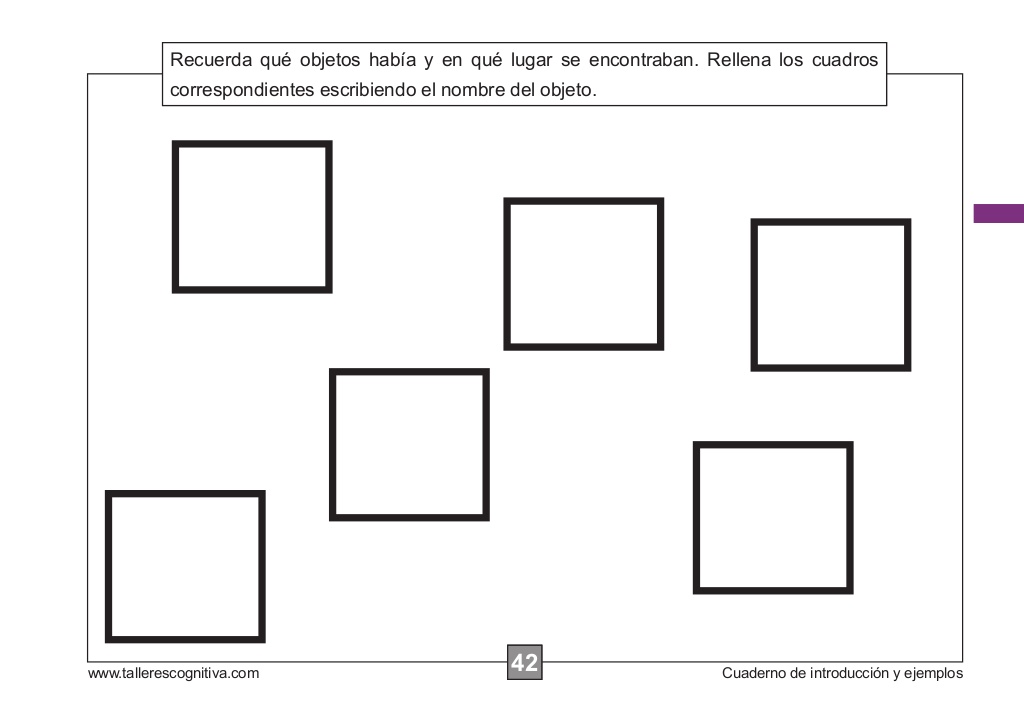 Recuerda qué objetos había y en qué lugar se encontraban. Rellena los cuadros
correspondientes escribiendo el nombre del objeto.
www.tallerescognitiva.com
42
Cuaderno de introducción y ejemplos